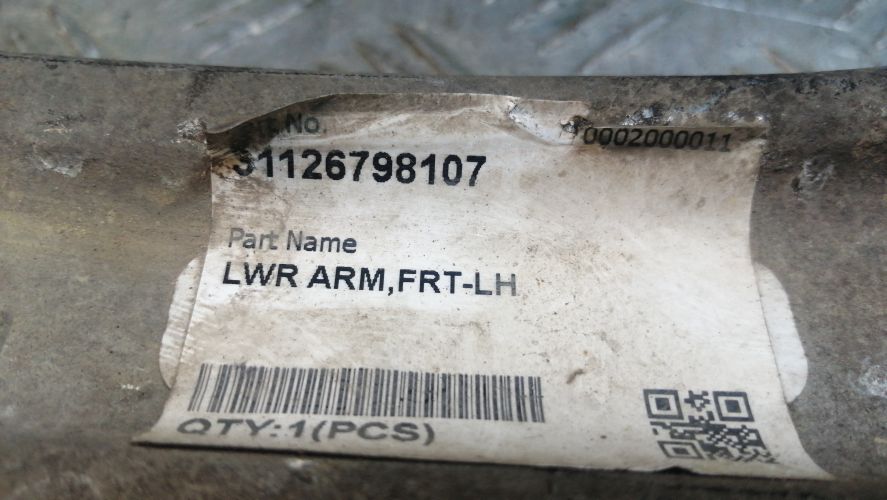 No.
0002000011
31126798107
Part Name
LWR ARM,FRT-LH
QTY:1(PCS)